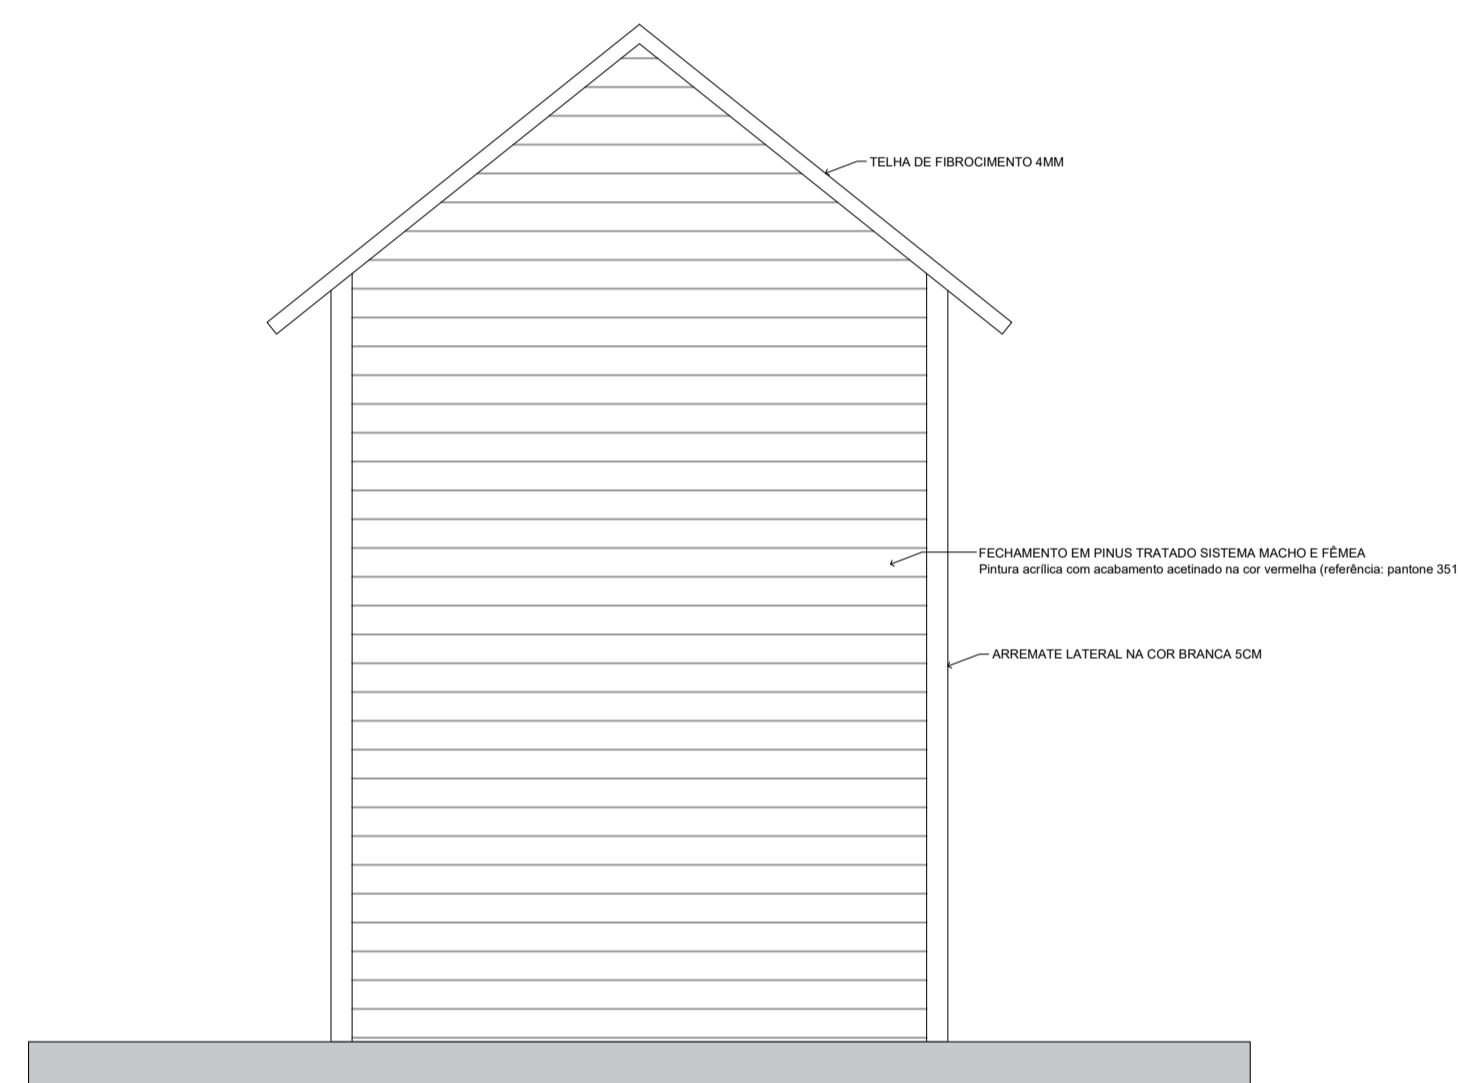 TELHA DE FIBROCIMENTO 4MM
FECHAMENTO EM PINUS TRATADO SISTEMA MACHO E FÊMEA
Pintura acrílica com acabamento acetinado na cor vermelha (referência: pantone 351
ARREMATE LATERAL NA COR BRANCA 5CM